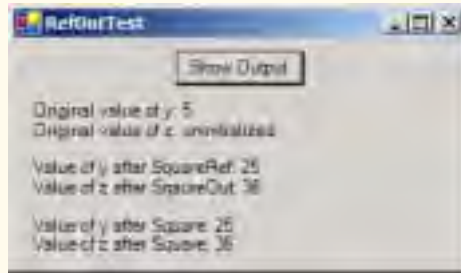 RefOutTest
Show Output
Original value of y: 5
Original value of z: uninitialized
Value of y after SquareRef: 25
Value of z after SquareOut: 36
Value of y after Square: 25
Value of z after Square: 36